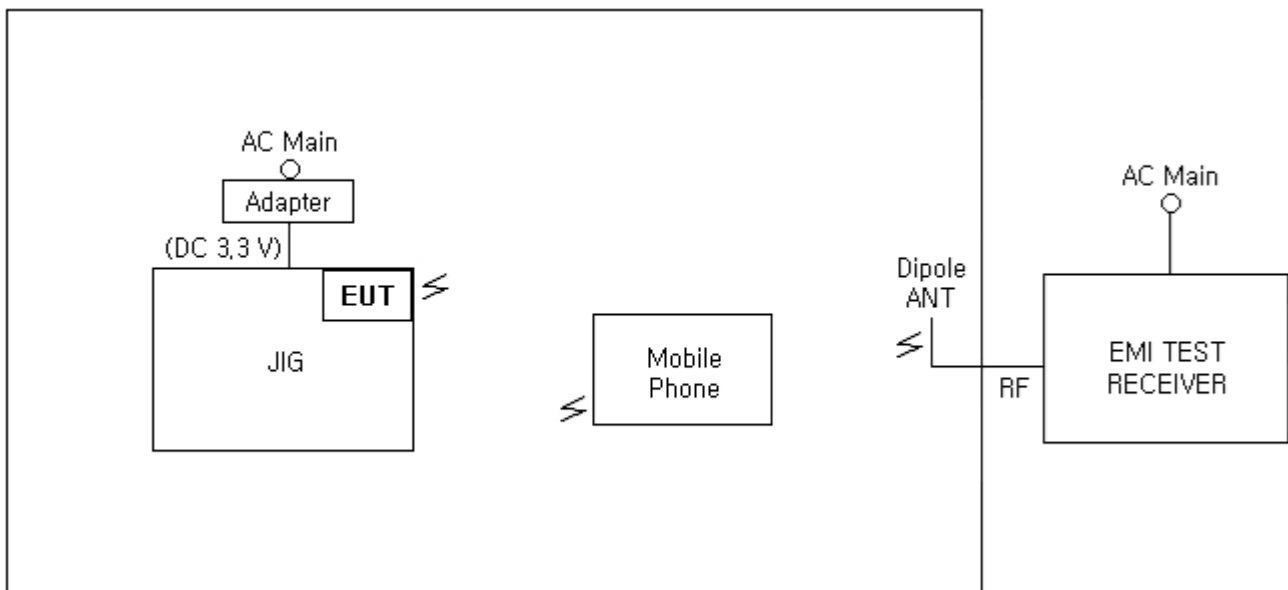 AC Main
Adapter
(DC 3,3 V)
EUT
JIG
Mobile
Phone
Dipole
ANT
RF
AC Main
EMI TEST
RECEIVER